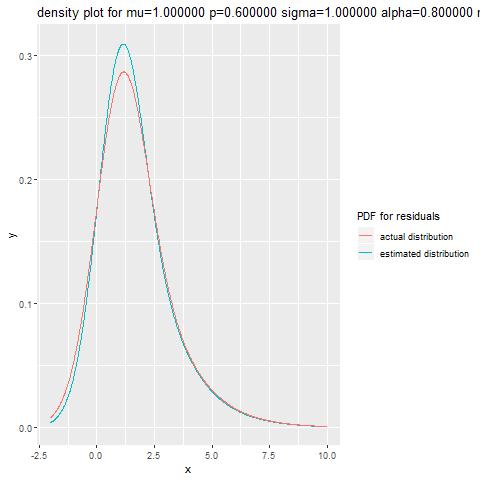 density plot for mu=1.000000 p=0.600000 sigma=1.000000 alpha=0.800000
0.3
0.2
0.1
0.0
y
-2.5 0.0 2.5 5.0 7.5 10.0
x
PDF for residuals
actual distribution
estimated distribution